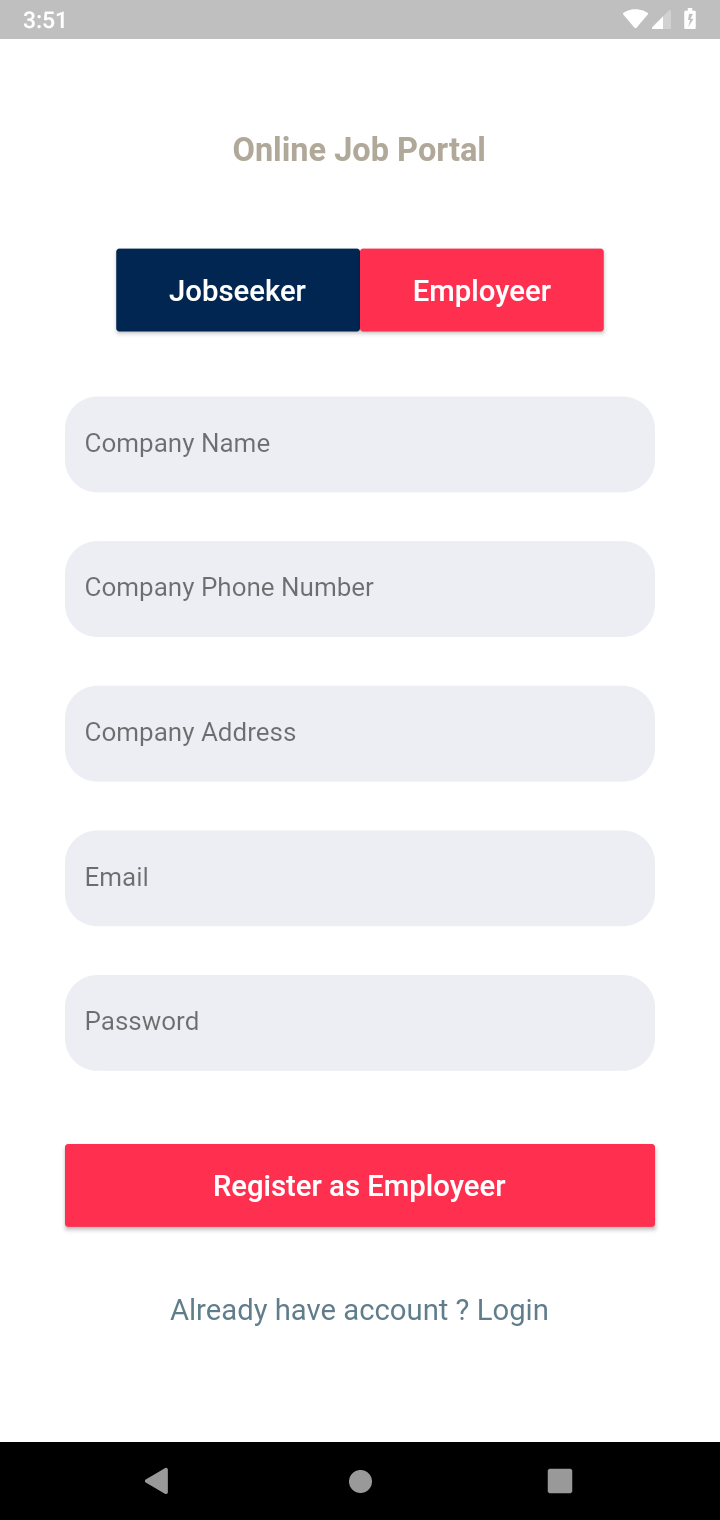 3:51
Online Job Portal
Jobseeker
Employeer
Company Name
Company Phone Number
Company Address
Email
Password
Register as Employeer
Already have account ? Login